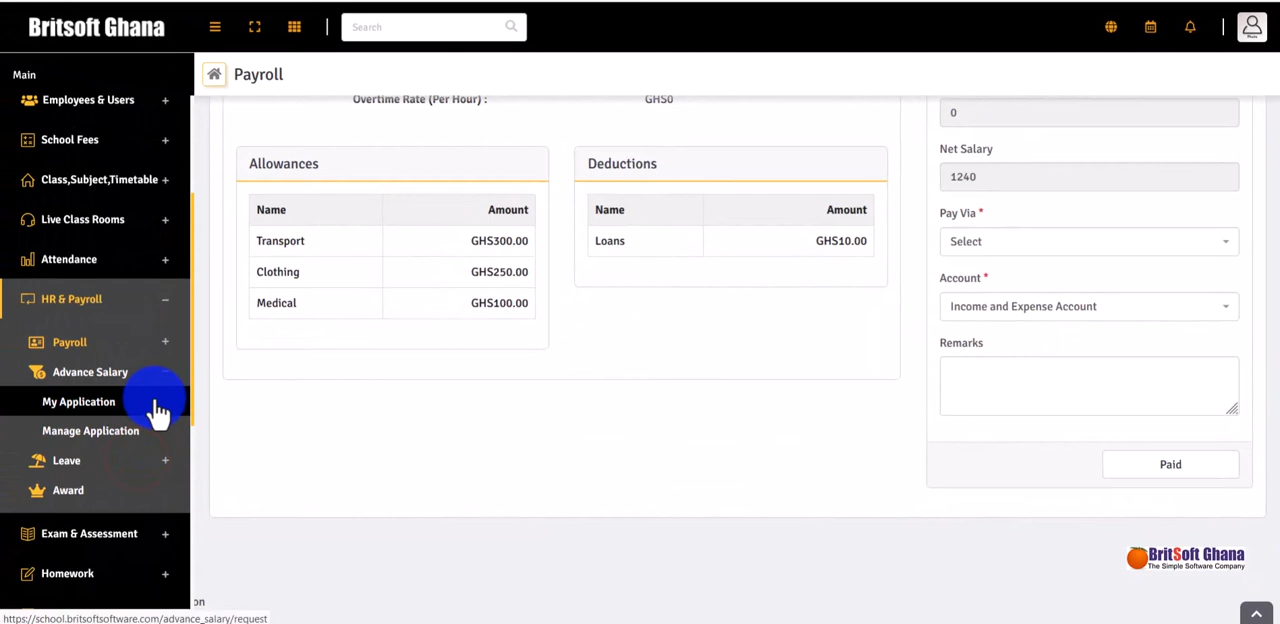 Britsoft Ghana
Search
Main
Employees & Users +
School Fees +
Class,Subject,Timetable +
Live Class Rooms +
Attendance +
HR & Payroll −
Payroll +
Advance Salary
My Application
Manage Application
Leave +
Award
Exam & Assessment +
Homework +
Payroll
Overtime Rate (Per Hour) : GHS0
Allowances
Name Amount
Transport GHS300.00
Clothing GHS250.00
Medical GHS100.00
Deductions
Name Amount
Loans GHS10.00
0
Net Salary
1240
Pay Via *
Select
Account *
Income and Expense Account
Remarks
Paid
BritSoft Ghana
The Simple Software Company
on
https://school.britsoftsoftware.com/advance_salary/request